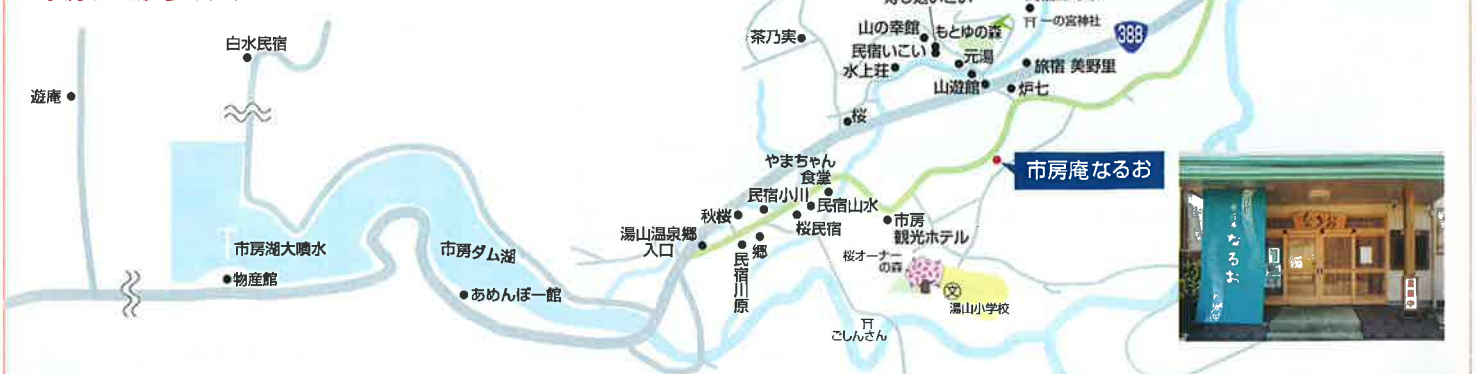 白水民宿
遊庵
市房湖大噴水
物産館
市房ダム湖
あめんぼー館
湯山温泉郷
入口
秋桜
民宿小川
民宿川原
郷
桜民宿
民宿山水
やまちゃん
食堂
桜
茶乃実
山の幸館
民宿いこい
水上荘
もとゆの森
元湯
山遊館
一の宮神社
388
旅宿 美野里
炉七
市房庵なるお
市房
観光ホテル
桜オーナー
の森
文
湯山小学校
ごしんさん
なるお